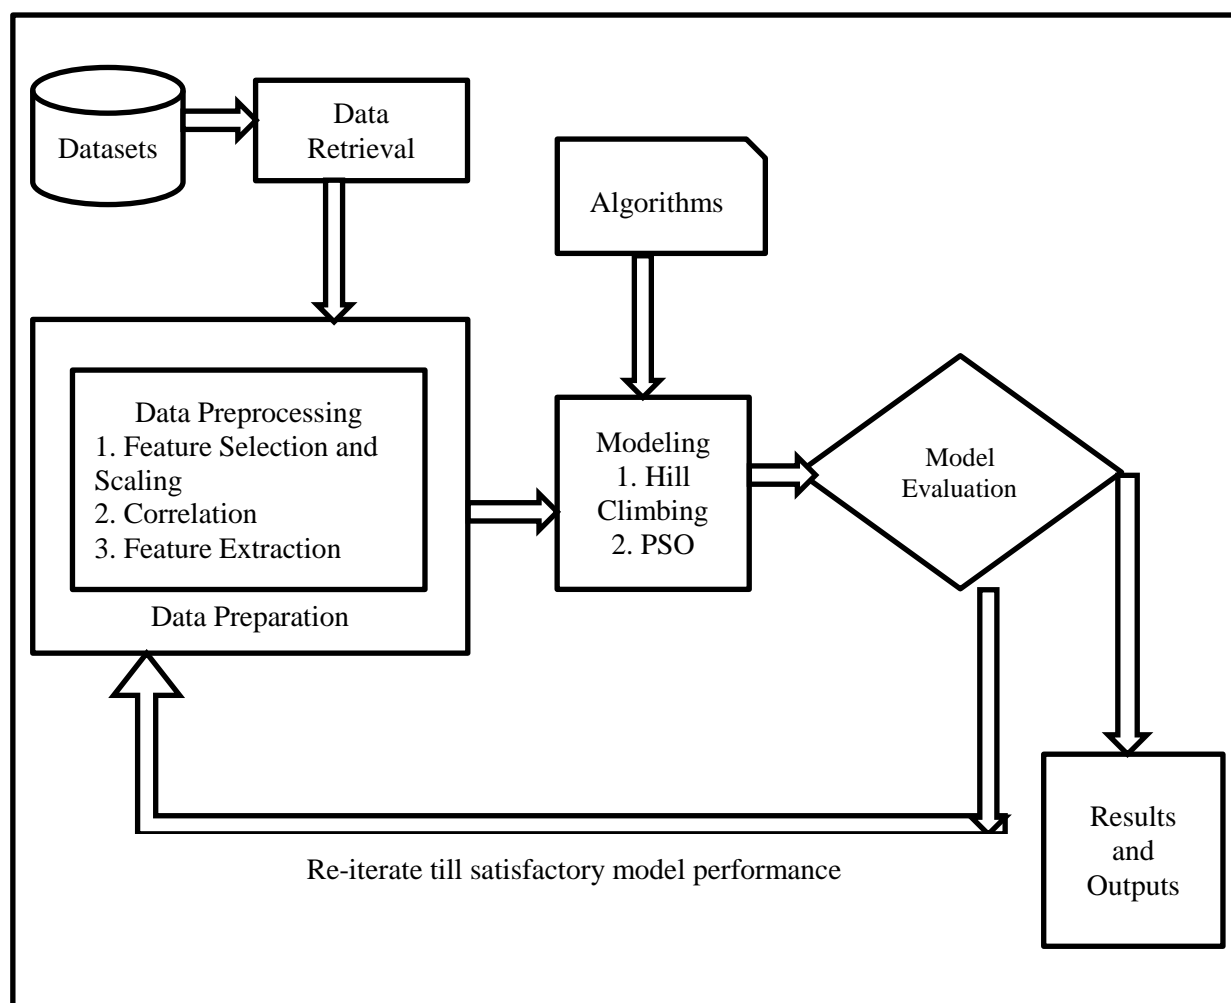 Datasets
Data
Retrieval
Algorithms
Data Preprocessing
1. Feature Selection and
Scaling
2. Correlation
3. Feature Extraction
Data Preparation
Modeling
1. Hill
Climbing
2. PSO
Model
Evaluation
Results
and
Outputs
Re-iterate till satisfactory model performance